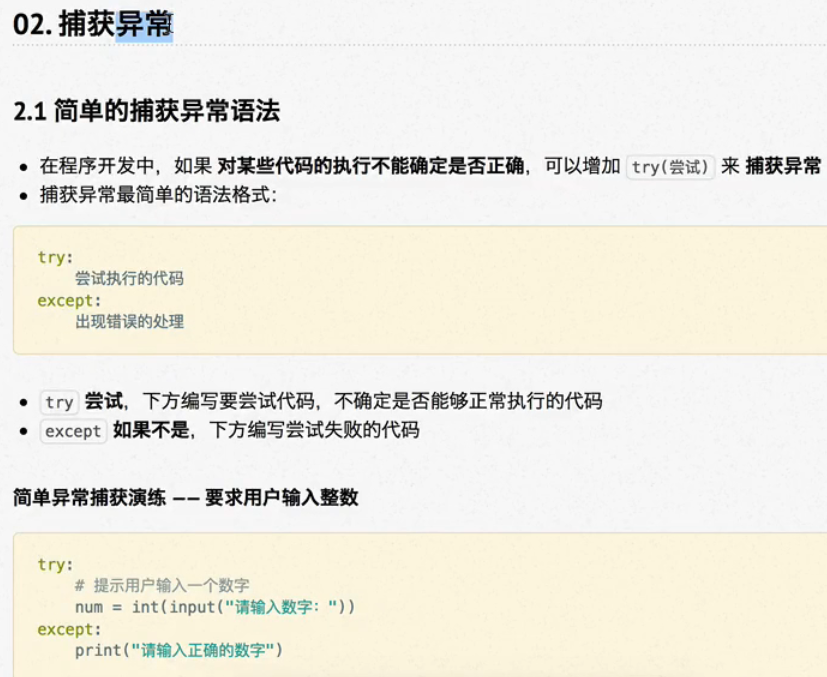 02. 捕获异常
2.1 简单的捕获异常语法
• 在程序开发中，如果 对某些代码的执行不能确定是否正确，可以增加 try(尝试) 来 捕获异常
• 捕获异常最简单的语法格式：
try:
    尝试执行的代码
except:
    出现错误的处理
• try 尝试，下方编写要尝试代码，不确定是否能够正常执行的代码
• except 如果不是，下方编写尝试失败的代码
简单异常捕获演练 —— 要求用户输入整数
try:
    # 提示用户输入一个数字
    num = int(input("请输入数字："))
except:
    print("请输入正确的数字")